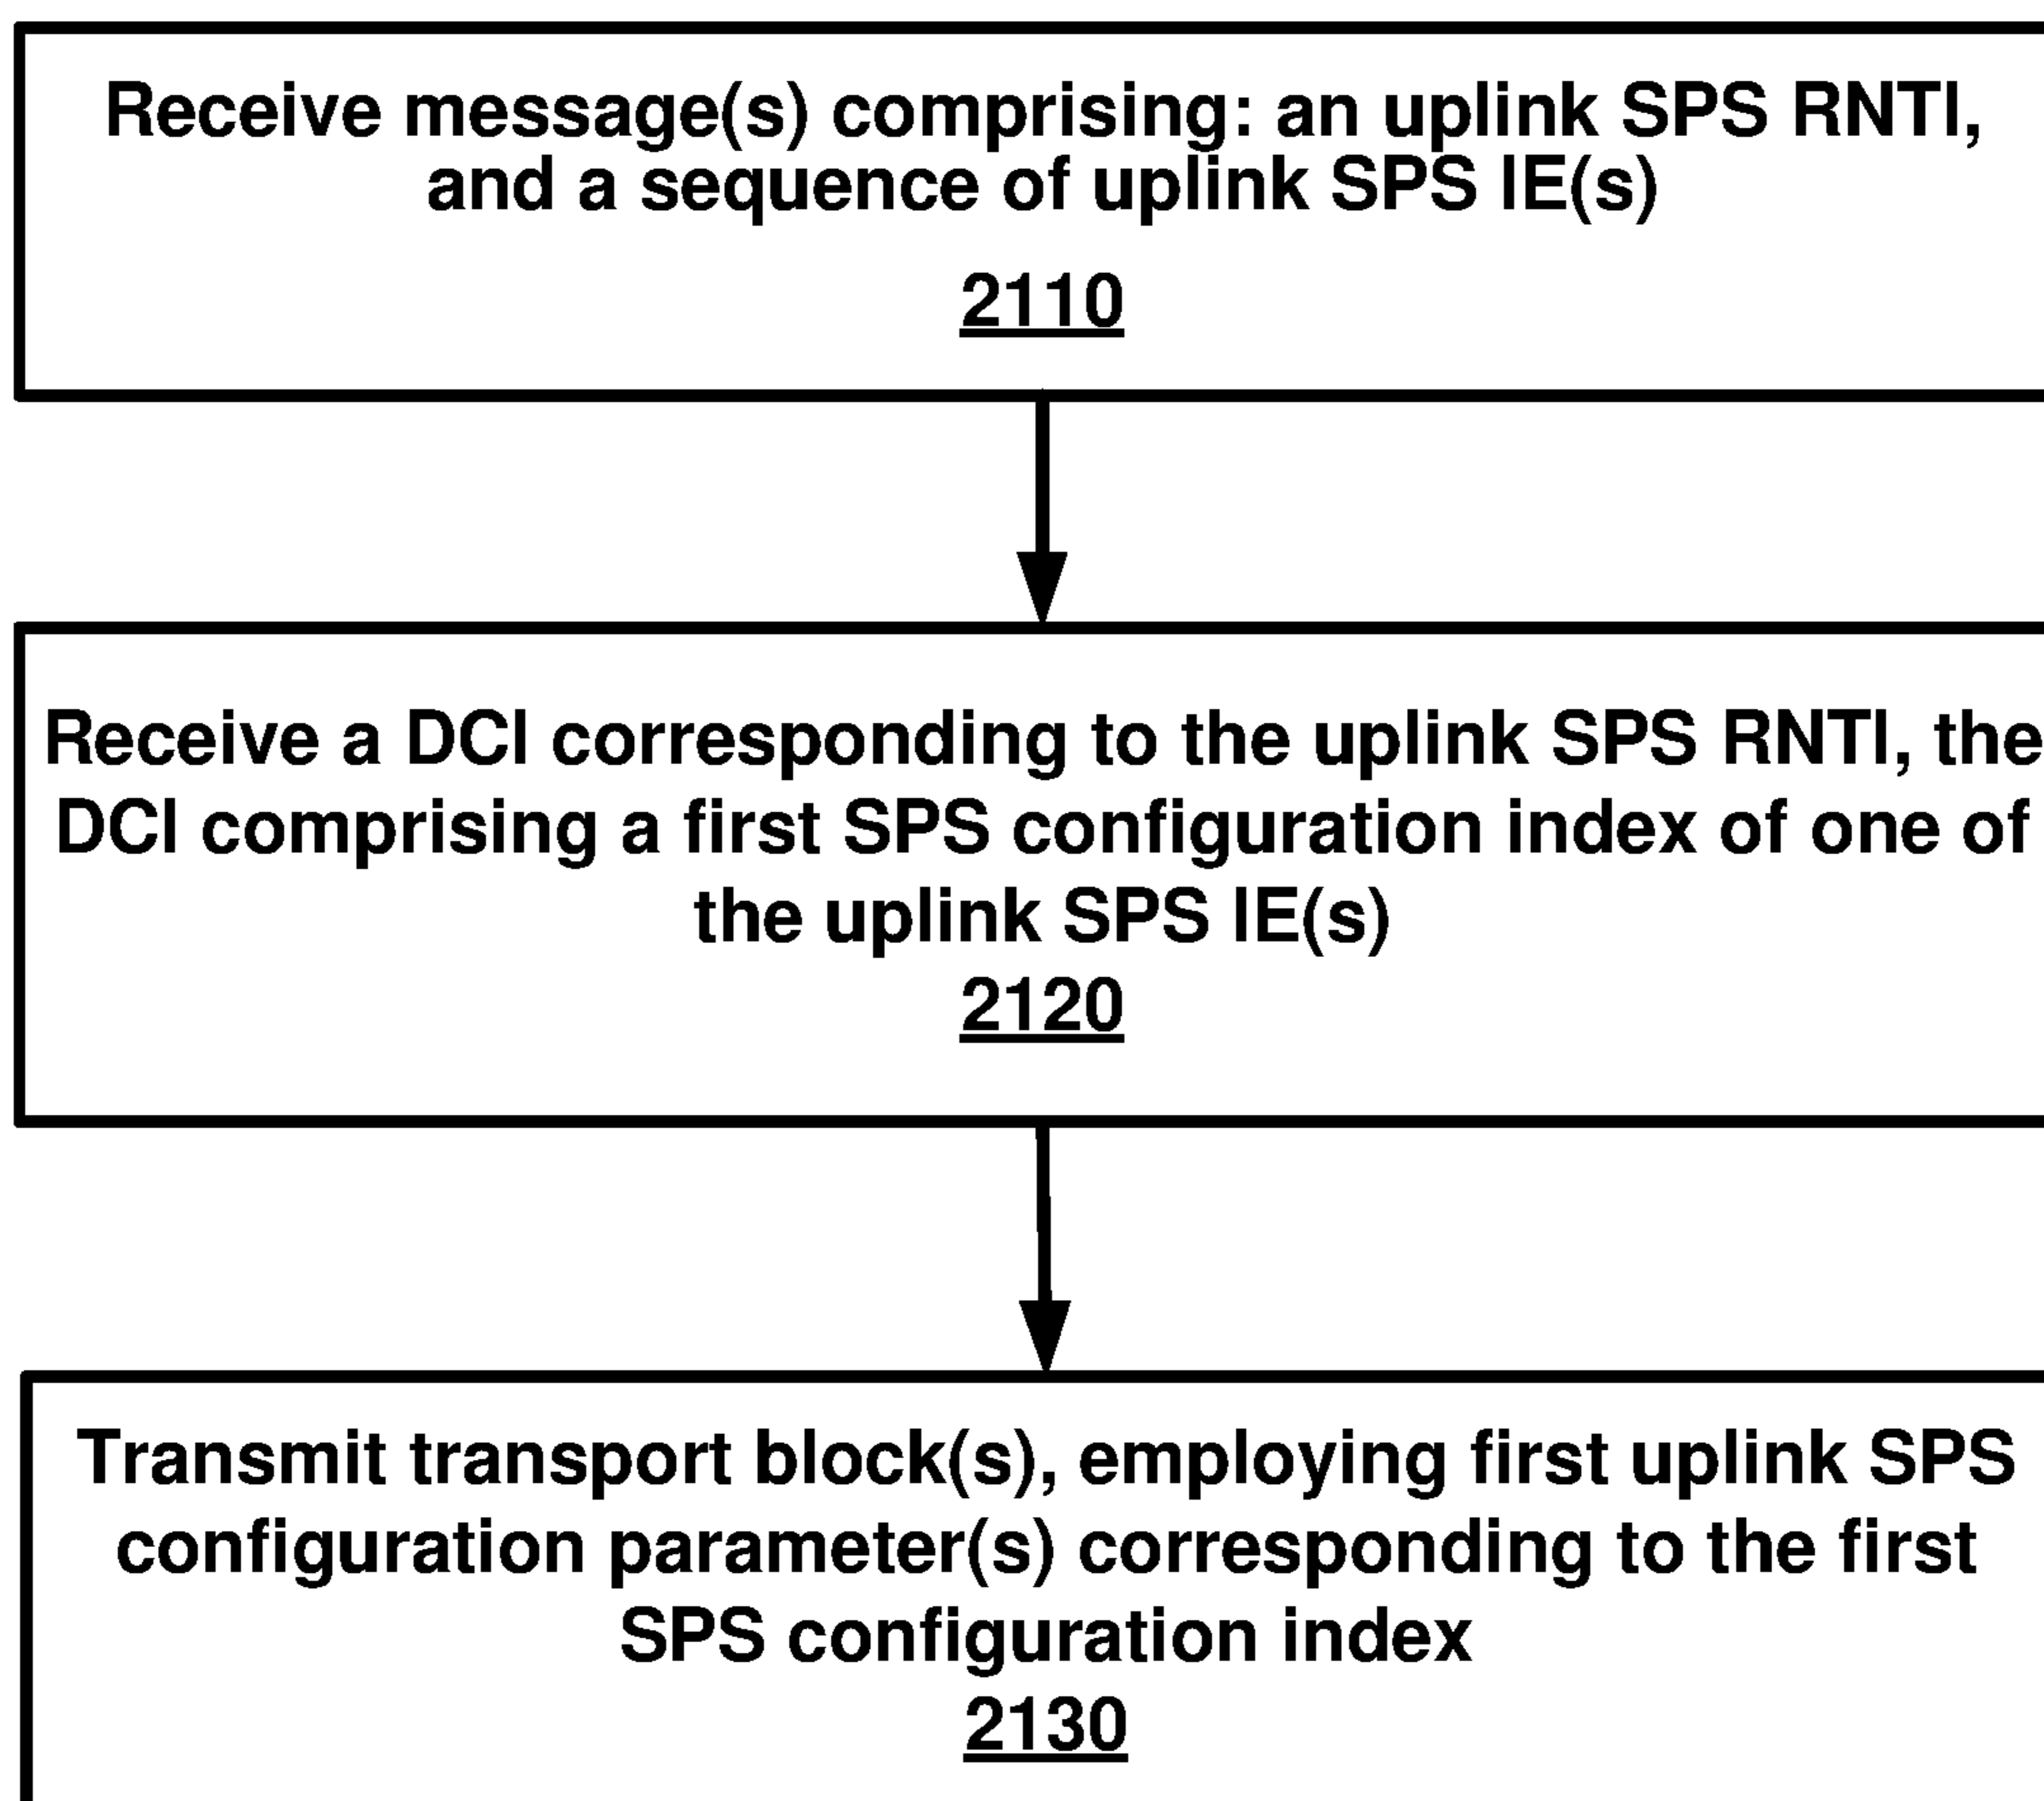 Receive message(s) comprising: an uplink SPS RNTI,
and a sequence of uplink SPS IE(s)
2110
Receive a DCI corresponding to the uplink SPS RNTI, the
DCI comprising a first SPS configuration index of one of
the uplink SPS IE(s)
2120
Transmit transport block(s), employing first uplink SPS
configuration parameter(s) corresponding to the first
SPS configuration index
2130